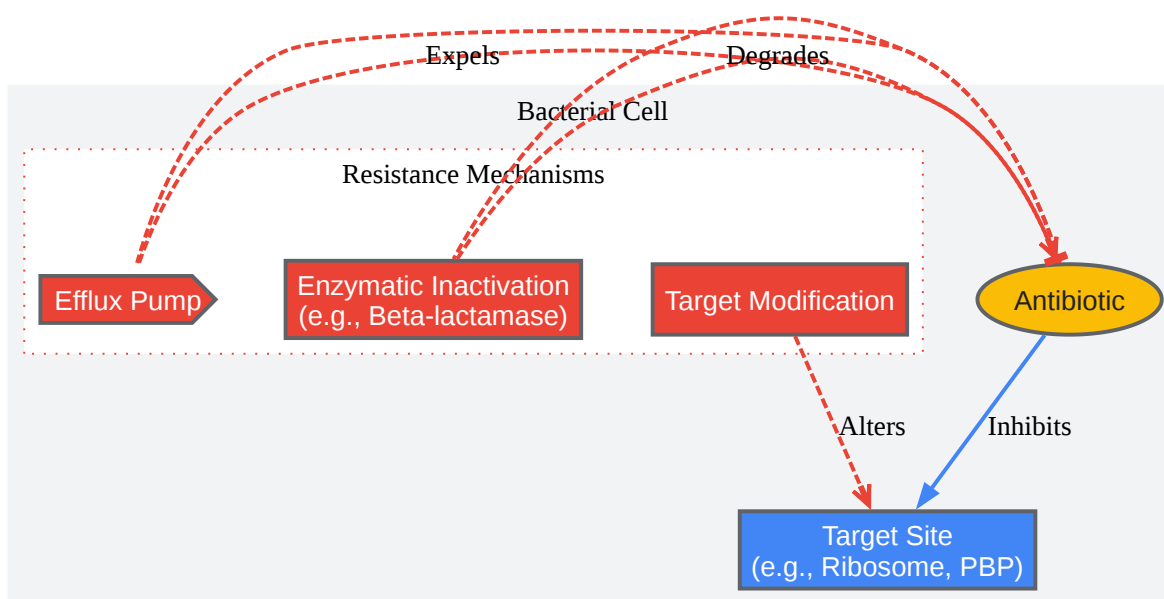 Expels
Degrades
Bacterial Cell
Resistance Mechanisms
Efflux Pump
Enzymatic Inactivation
(e.g., Beta-lactamase)
Target Modification
Antibiotic
Alters
Inhibits
Target Site
(e.g., Ribosome, PBP)